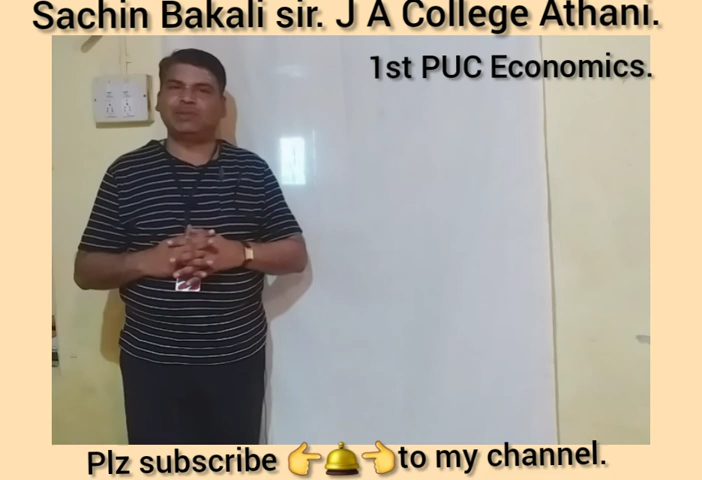 Sachin Bakali sir. J A College Athani.
1st PUC Economics.
Plz subscribe 👉🛎️👈to my channel.